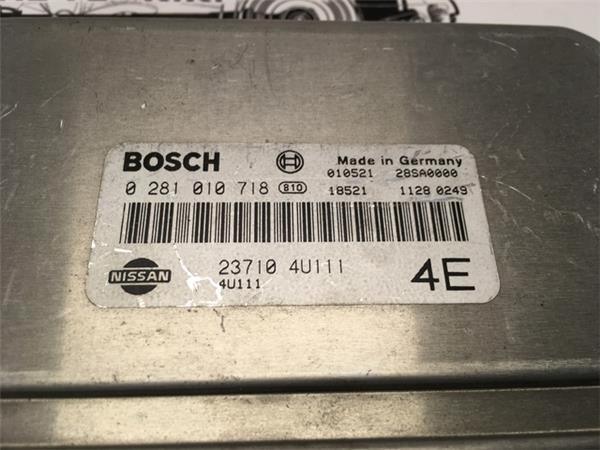 BOSCH
Made in Germany
010521 28SA0000
0 281 010 718 810
18521 1128 0249
NISSAN
23710 4U111
4U111
4E